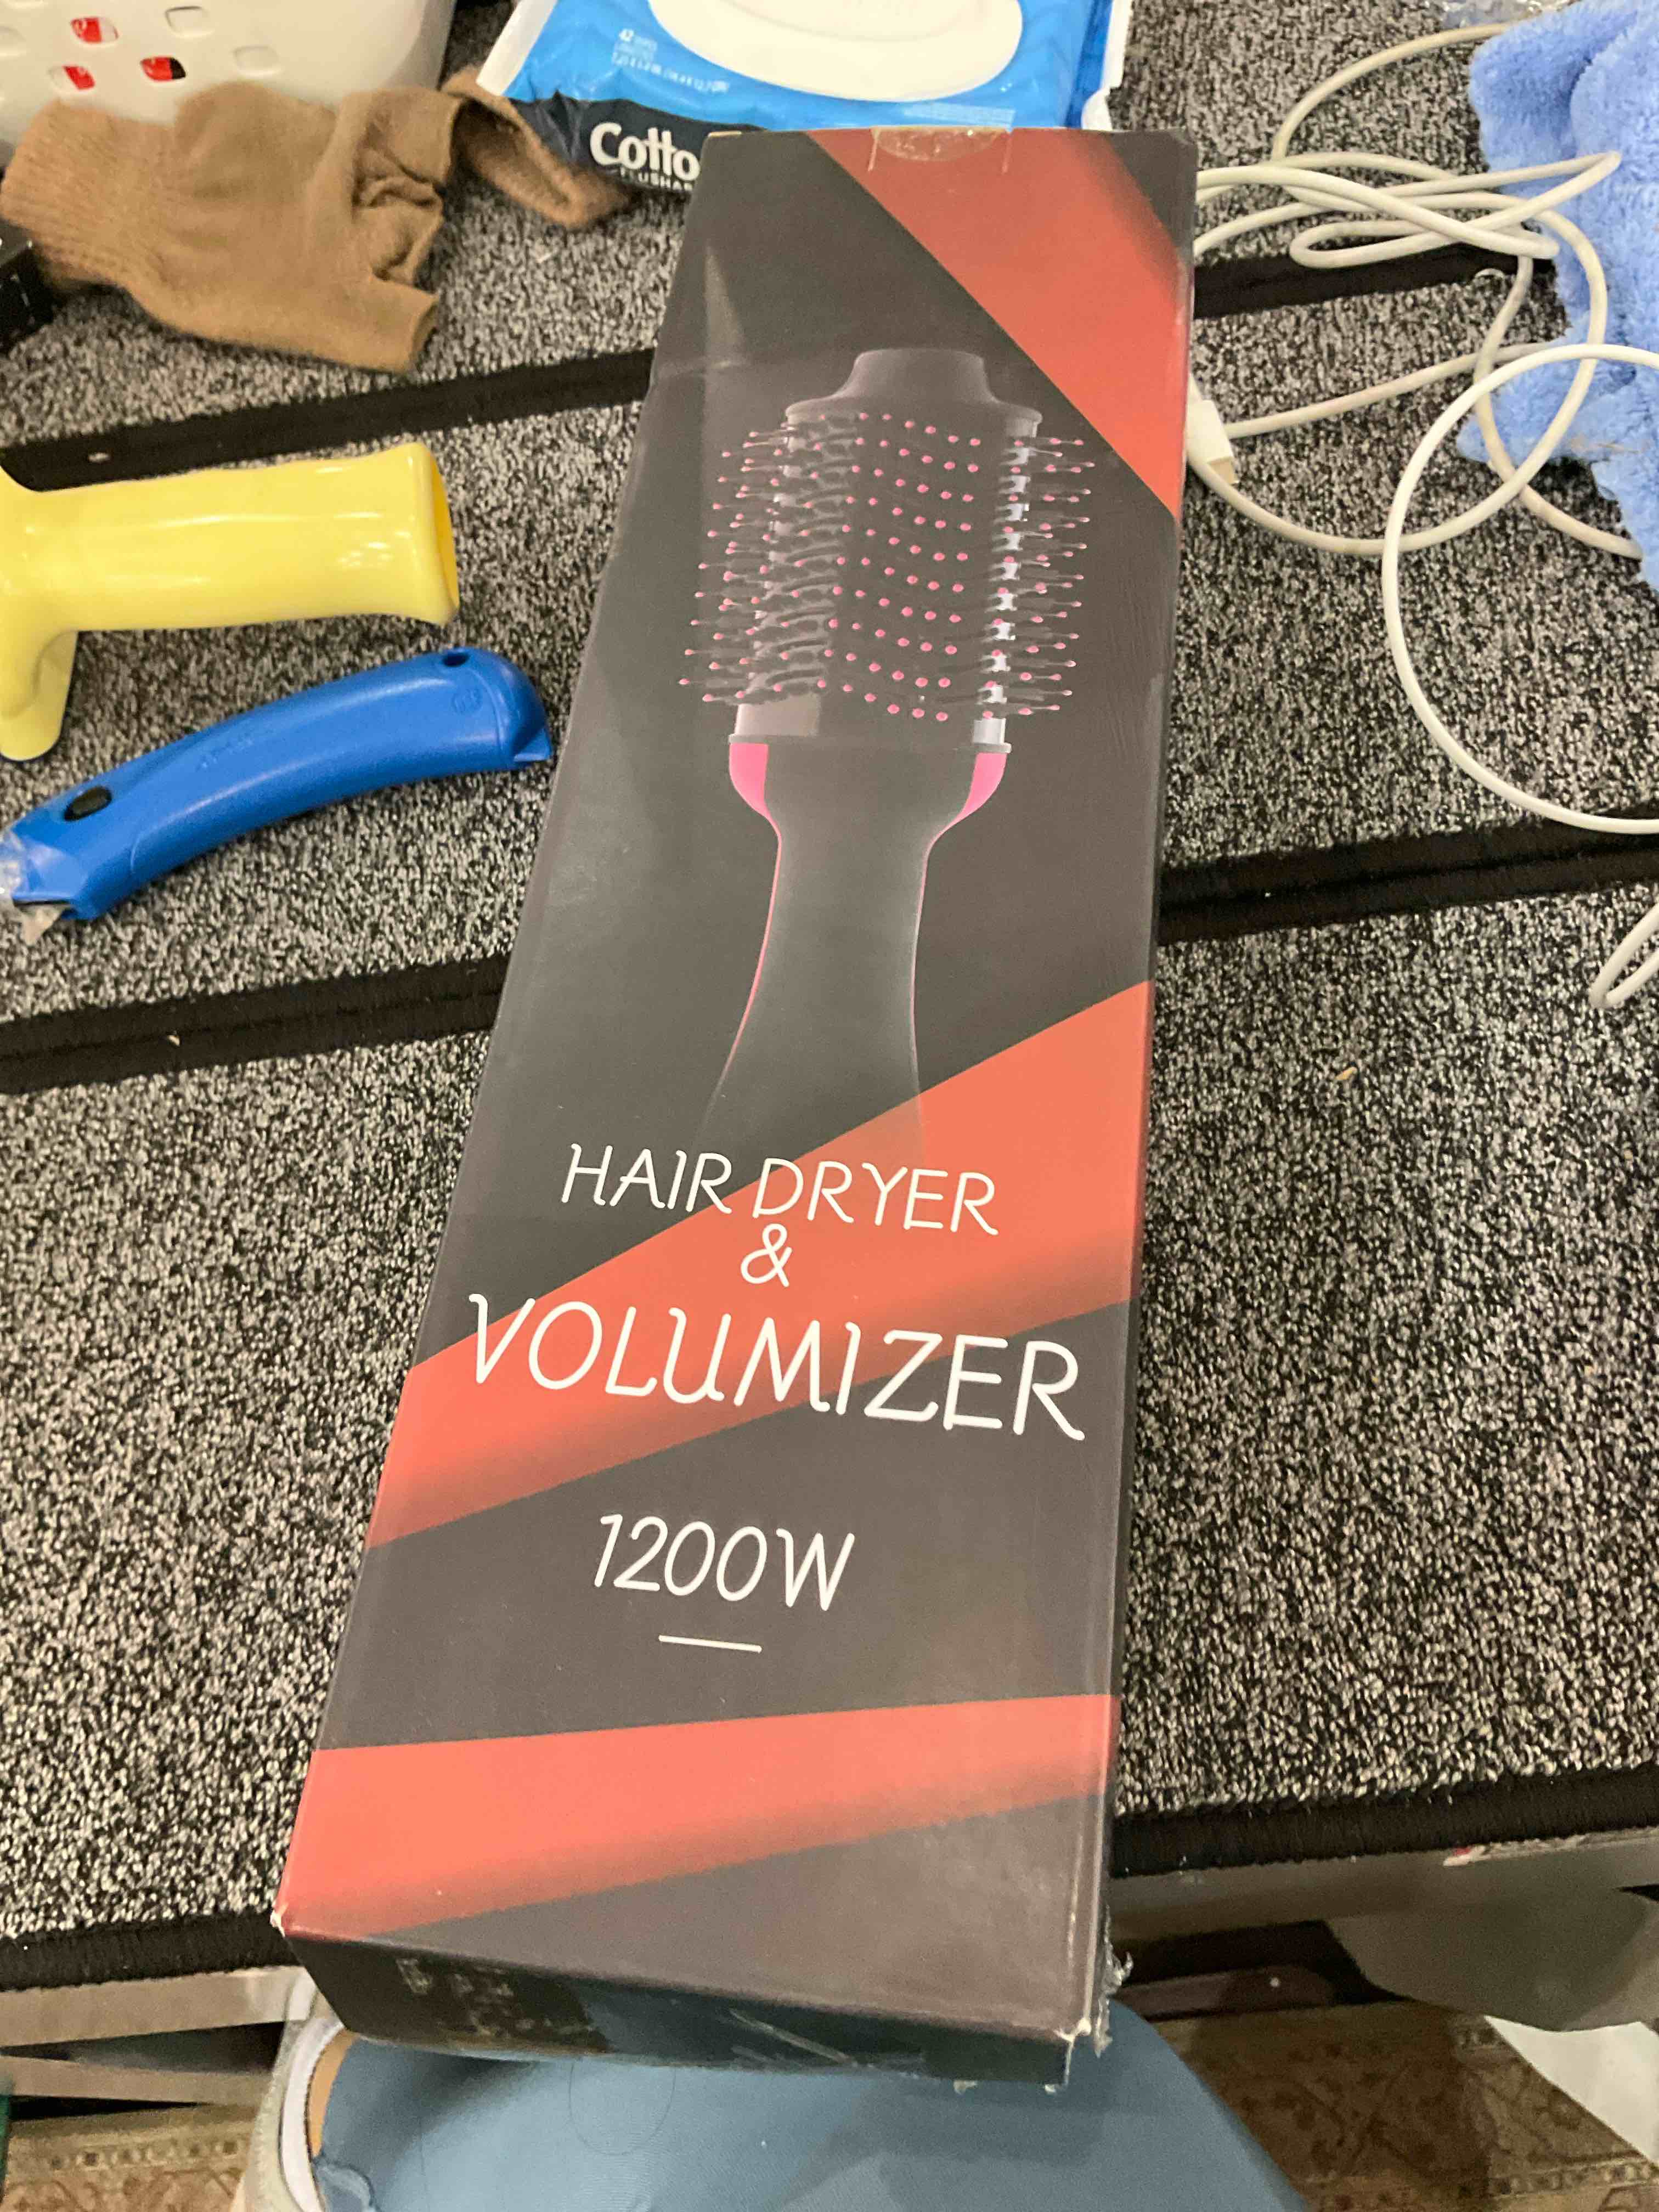 Cotto
HAIR DRYER
&
VOLUMIZER
1200W